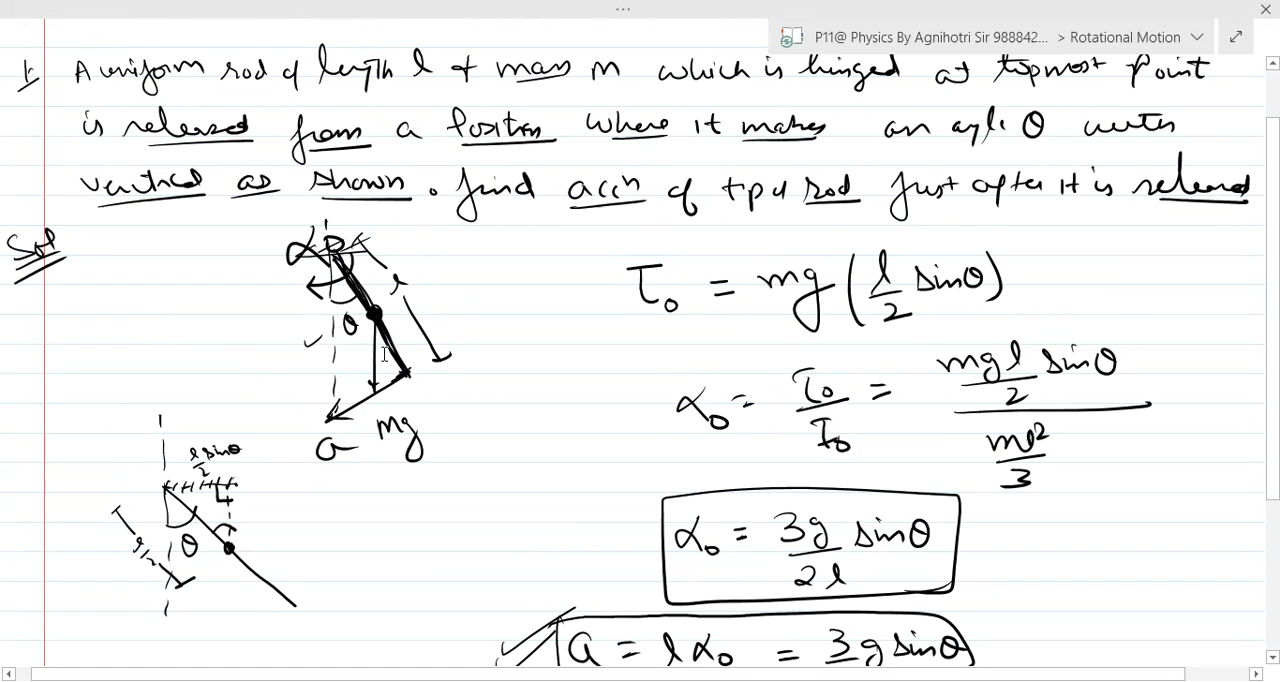 P11@ Physics By Agnihotri Sir 988842... > Rotational Motion
1. A uniform rod of length l & mass m which is hinged at topmost point
is released from a position where it makes an angle θ with
vertical as shown. find accn of tip of rod just after it is released
Sol
α
l
θ
a
mg
τ₀ = mg (l/2 sinθ)
α₀ = τ₀/I₀ = (mgl/2 sinθ)/(ml²/3)
l/2 sinθ
θ
l/2
α₀ = 3g/2l sinθ
a = lα₀ = 3g sinθ